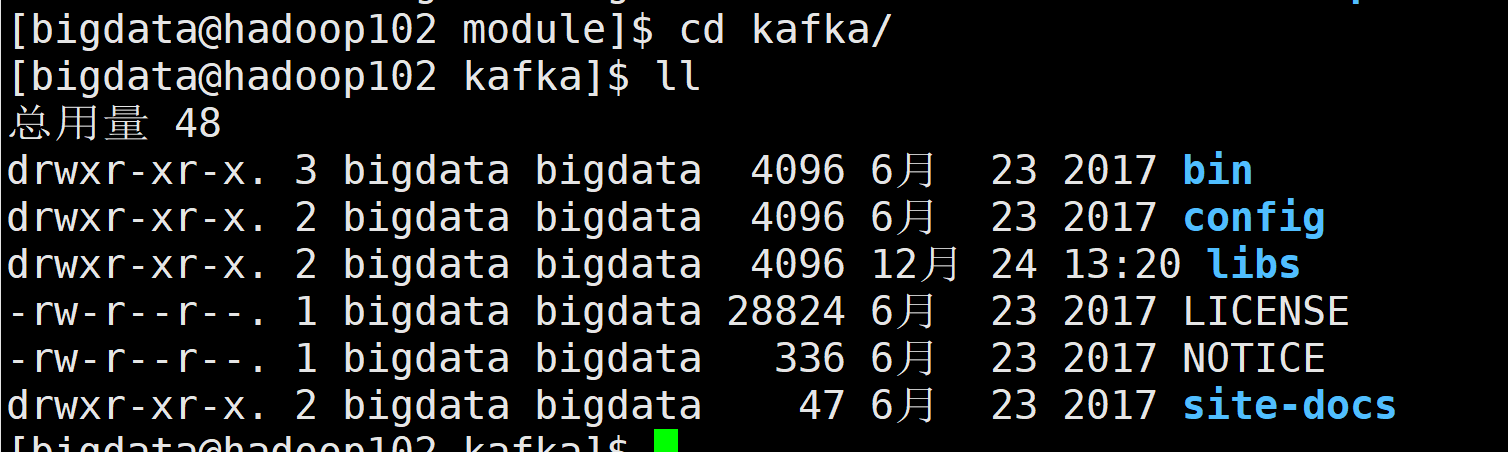 [bigdata@hadoop102 module]$ cd kafka/
[bigdata@hadoop102 kafka]$ ll
总用量 48
drwxr-xr-x. 3 bigdata bigdata  4096 6月  23 2017 bin
drwxr-xr-x. 2 bigdata bigdata  4096 6月  23 2017 config
drwxr-xr-x. 2 bigdata bigdata  4096 12月 24 13:20 libs
-rw-r--r--. 1 bigdata bigdata 28824 6月  23 2017 LICENSE
-rw-r--r--. 1 bigdata bigdata   336 6月  23 2017 NOTICE
drwxr-xr-x. 2 bigdata bigdata    47 6月  23 2017 site-docs
[bigdata@hadoop102 kafka]$